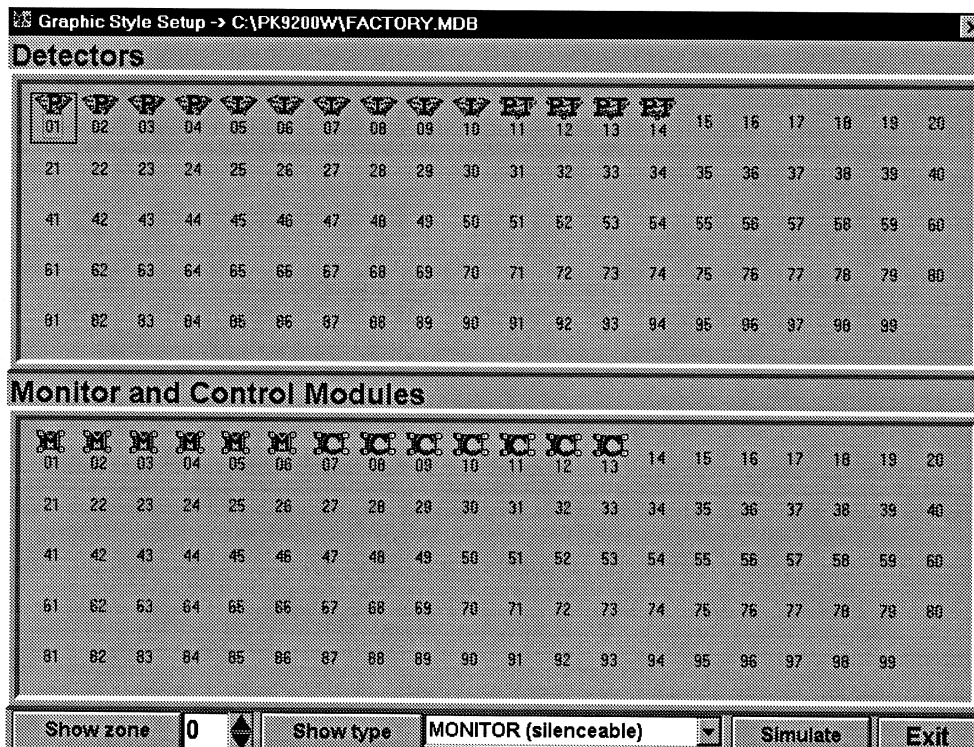 Graphic Style Setup -> C:\PK9200W\FACTORY.MDB
Detectors
P P P P I I I I I I P.T P.T P.T P.T
01 02 03 04 05 06 07 08 09 10 11 12 13 14 15 16 17 18 19 20
21 22 23 24 25 26 27 28 29 30 31 32 33 34 35 36 37 38 39 40
41 42 43 44 45 46 47 48 49 50 51 52 53 54 55 56 57 58 59 60
61 62 63 64 65 66 67 68 69 70 71 72 73 74 75 76 77 78 79 80
81 82 83 84 85 86 87 88 89 90 91 92 93 94 95 96 97 98 99
Monitor and Control Modules
M M M M M M C C C C C C C
01 02 03 04 05 06 07 08 09 10 11 12 13 14 15 16 17 18 19 20
21 22 23 24 25 26 27 28 29 30 31 32 33 34 35 36 37 38 39 40
41 42 43 44 45 46 47 48 49 50 51 52 53 54 55 56 57 58 59 60
61 62 63 64 65 66 67 68 69 70 71 72 73 74 75 76 77 78 79 80
81 82 83 84 85 86 87 88 89 90 91 92 93 94 95 96 97 98 99
Show zone 0 Show type MONITOR (silenceable) Simulate Exit